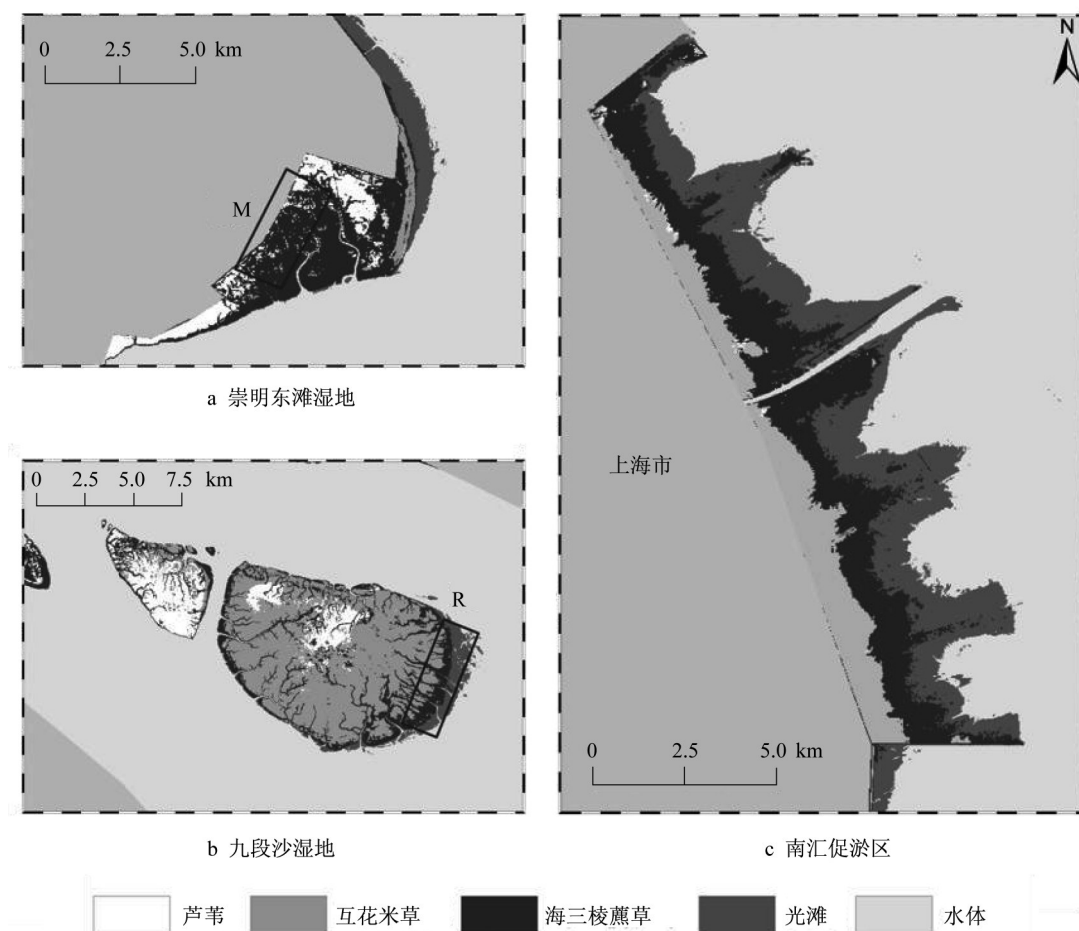 0 2.5 5.0 km
M
a 崇明东滩湿地
0 2.5 5.0 7.5 km
R
b 九段沙湿地
N
上海市
0 2.5 5.0 km
c 南汇促淤区
芦苇 互花米草 海三棱藨草 光滩 水体